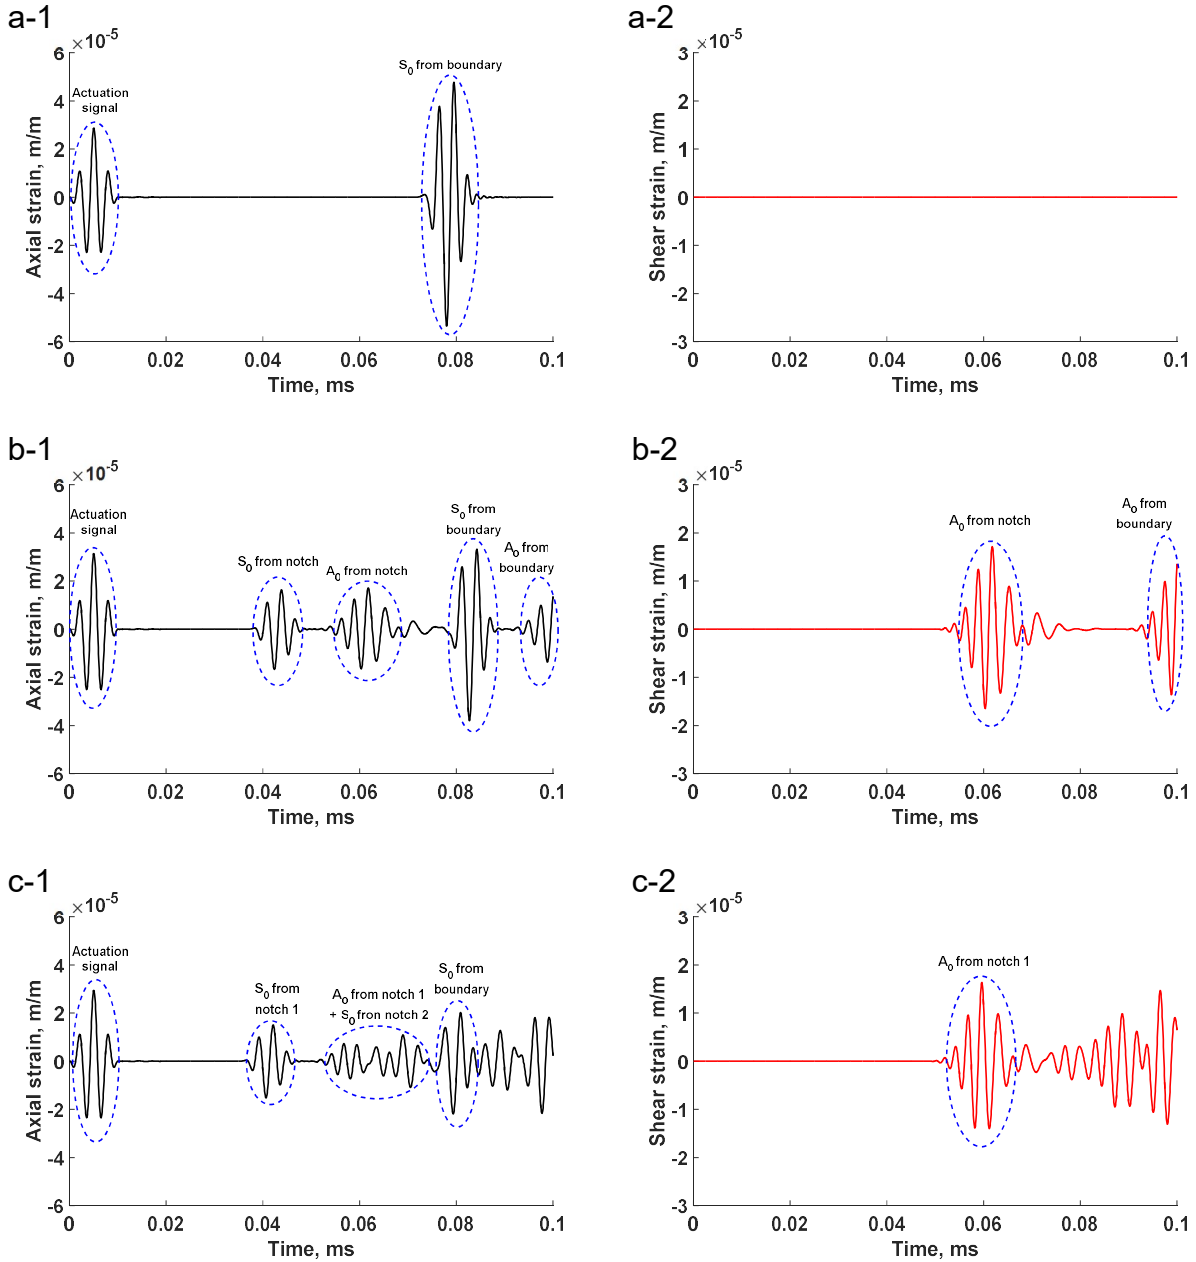 a-1
×10⁻⁵
6
4
2
0
-2
-4
-6
Axial strain, m/m
Actuation
signal
S₀ from boundary
0 0.02 0.04 0.06 0.08 0.1
Time, ms
a-2
×10⁻⁵
3
2
1
0
-1
-2
-3
Shear strain, m/m
0 0.02 0.04 0.06 0.08 0.1
Time, ms
b-1
×10⁻⁵
6
4
2
0
-2
-4
-6
Axial strain, m/m
Actuation
signal
S₀ from notch
A₀ from notch
S₀ from
boundary
A₀ from
boundary
0 0.02 0.04 0.06 0.08 0.1
Time, ms
b-2
×10⁻⁵
3
2
1
0
-1
-2
-3
Shear strain, m/m
A₀ from notch
A₀ from
boundary
0 0.02 0.04 0.06 0.08 0.1
Time, ms
c-1
×10⁻⁵
6
4
2
0
-2
-4
-6
Axial strain, m/m
Actuation
signal
S₀ from
notch 1
A₀ from notch 1
+ S₀ fron notch 2
S₀ from
boundary
0 0.02 0.04 0.06 0.08 0.1
Time, ms
c-2
×10⁻⁵
3
2
1
0
-1
-2
-3
Shear strain, m/m
A₀ from notch 1
0 0.02 0.04 0.06 0.08 0.1
Time, ms